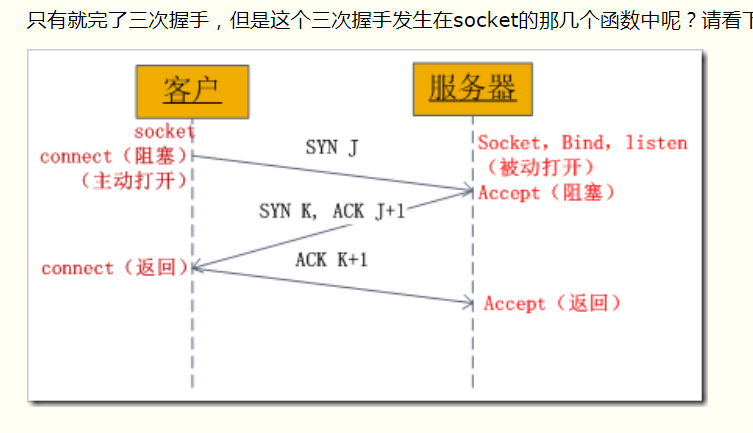 只有就完了三次握手，但是这个三次握手发生在socket的那几个函数中呢？请看下
客户
服务器
socket
connect（阻塞）
（主动打开）
SYN J
Socket, Bind, listen
（被动打开）
Accept（阻塞）
SYN K, ACK J+1
connect（返回）
ACK K+1
Accept（返回）